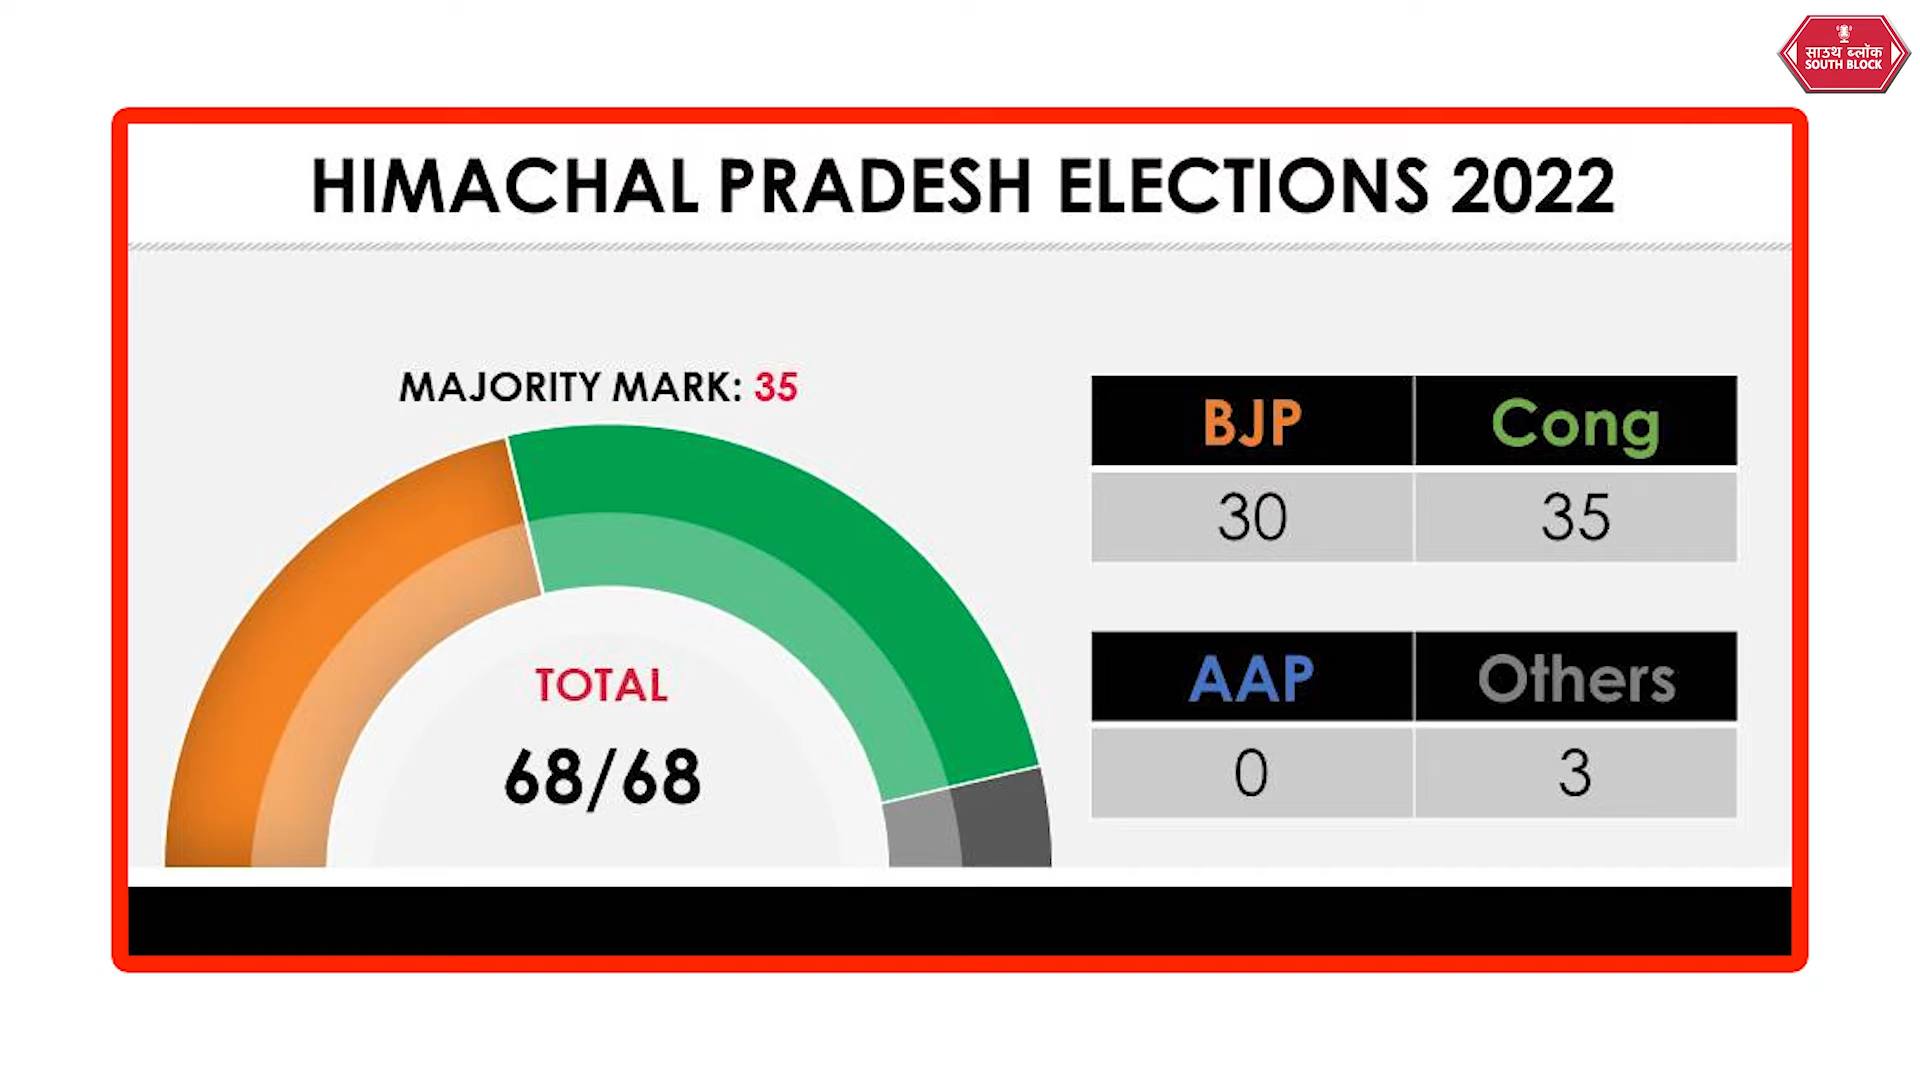 साउथ ब्लॉक
SOUTH BLOCK
HIMACHAL PRADESH ELECTIONS 2022
MAJORITY MARK: 35
TOTAL
68/68
BJP Cong
30 35
AAP Others
0 3